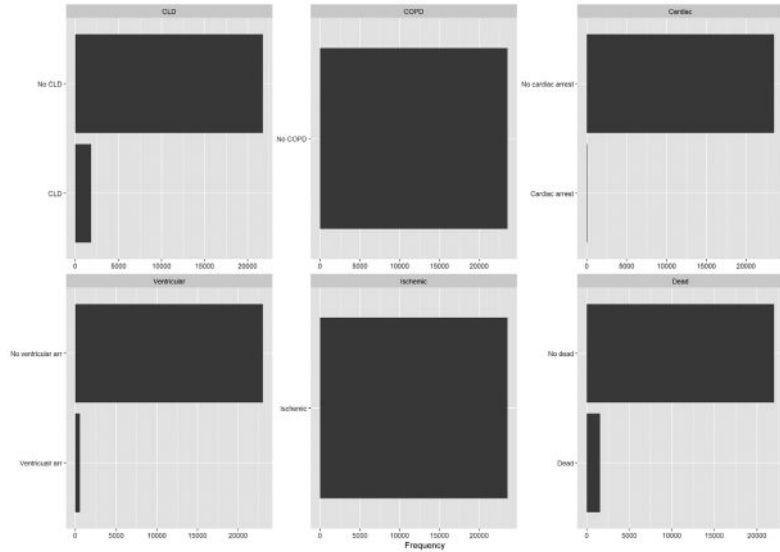 CLD
COPD
Cardiac
No CLD
CLD
No COPD
No cardiac arrest
Cardiac arrest
0 5000 10000 15000 20000
0 5000 10000 15000 20000
0 5000 10000 15000 20000
Ventricular
Ischemic
Dead
No ventricular arr
Ventricualr arr
Ischemic
No dead
Dead
0 5000 10000 15000 20000
0 5000 10000 15000 20000
0 5000 10000 15000 20000
Frequency